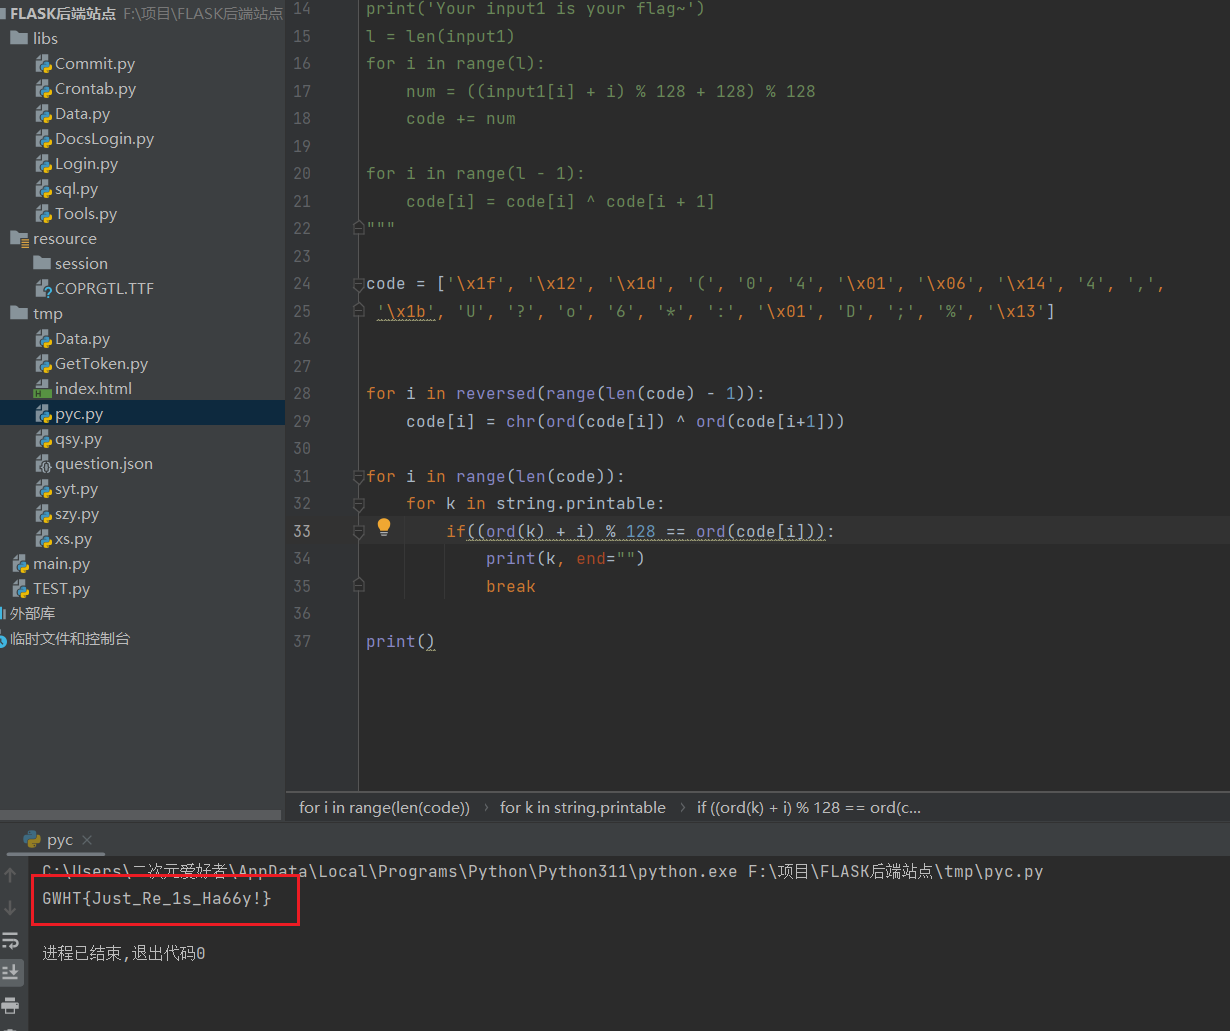 FLASK后端站点 F:\项目\FLASK后端站点
libs
Commit.py
Crontab.py
Data.py
DocsLogin.py
Login.py
sql.py
Tools.py
resource
session
COPRGTL.TTF
tmp
Data.py
GetToken.py
index.html
pyc.py
qsy.py
question.json
syt.py
szy.py
xs.py
main.py
TEST.py
外部库
临时文件和控制台
14 print('Your input1 is your flag~')
15 l = len(input1)
16 for i in range(l):
17 num = ((input1[i] + i) % 128 + 128) % 128
18 code += num
19
20 for i in range(l - 1):
21 code[i] = code[i] ^ code[i + 1]
22 """
23
24 code = ['\x1f', '\x12', '\x1d', '(', '0', '4', '\x01', '\x06', '\x14', '4', ',',
25 '\x1b', 'U', '?', 'o', '6', '*', ':', '\x01', 'D', ';', '%', '\x13']
26
27
28 for i in reversed(range(len(code) - 1)):
29 code[i] = chr(ord(code[i]) ^ ord(code[i+1]))
30
31 for i in range(len(code)):
32 for k in string.printable:
33 if((ord(k) + i) % 128 == ord(code[i])):
34 print(k, end="")
35 break
36
37 print()
for i in range(len(code)) › for k in string.printable › if ((ord(k) + i) % 128 == ord(c...
pyc ×
C:\Users\二次元爱好者\AppData\Local\Programs\Python\Python311\python.exe F:\项目\FLASK后端站点\tmp\pyc.py
GWHT{Just_Re_1s_Ha66y!}
进程已结束,退出代码0